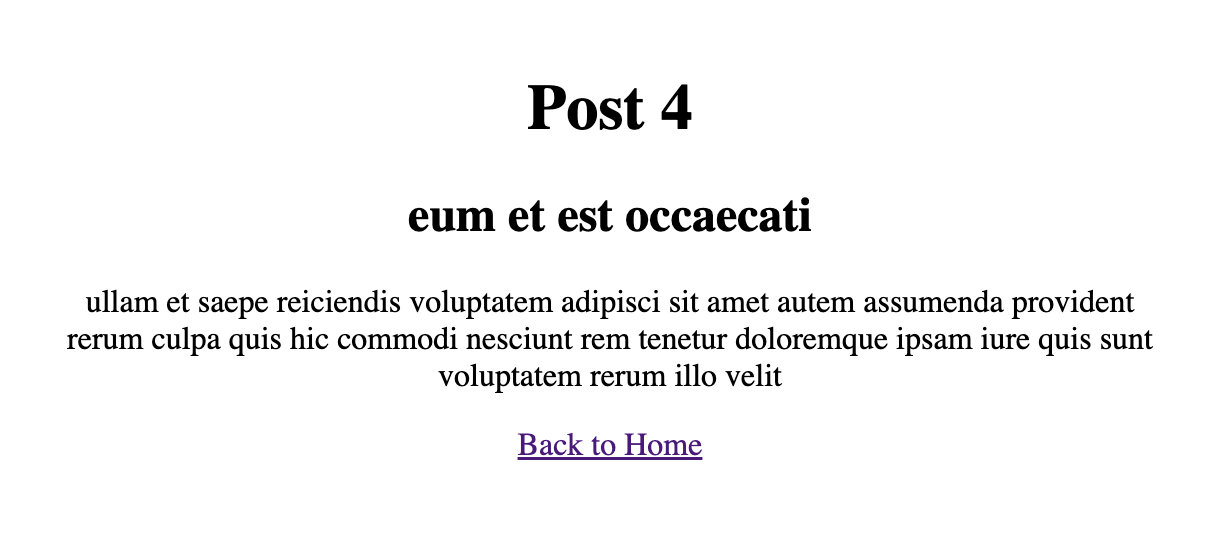 Post 4
eum et est occaecati
ullam et saepe reiciendis voluptatem adipisci sit amet autem assumenda provident
rerum culpa quis hic commodi nesciunt rem tenetur doloremque ipsam iure quis sunt
voluptatem rerum illo velit
Back to Home